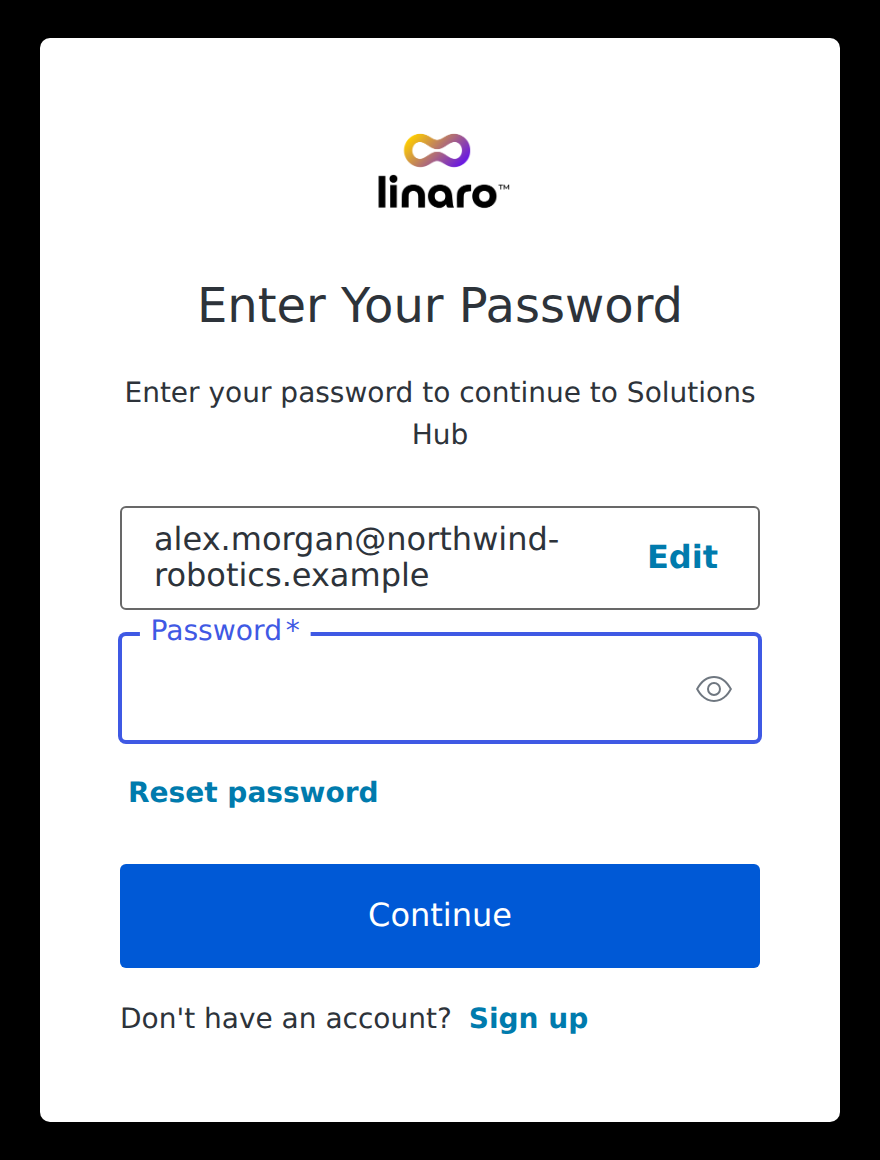 linaro™
Enter Your Password
Enter your password to continue to Solutions
Hub
alex.morgan@northwind-
robotics.example
Edit
Password*
Reset password
Continue
Don't have an account? Sign up